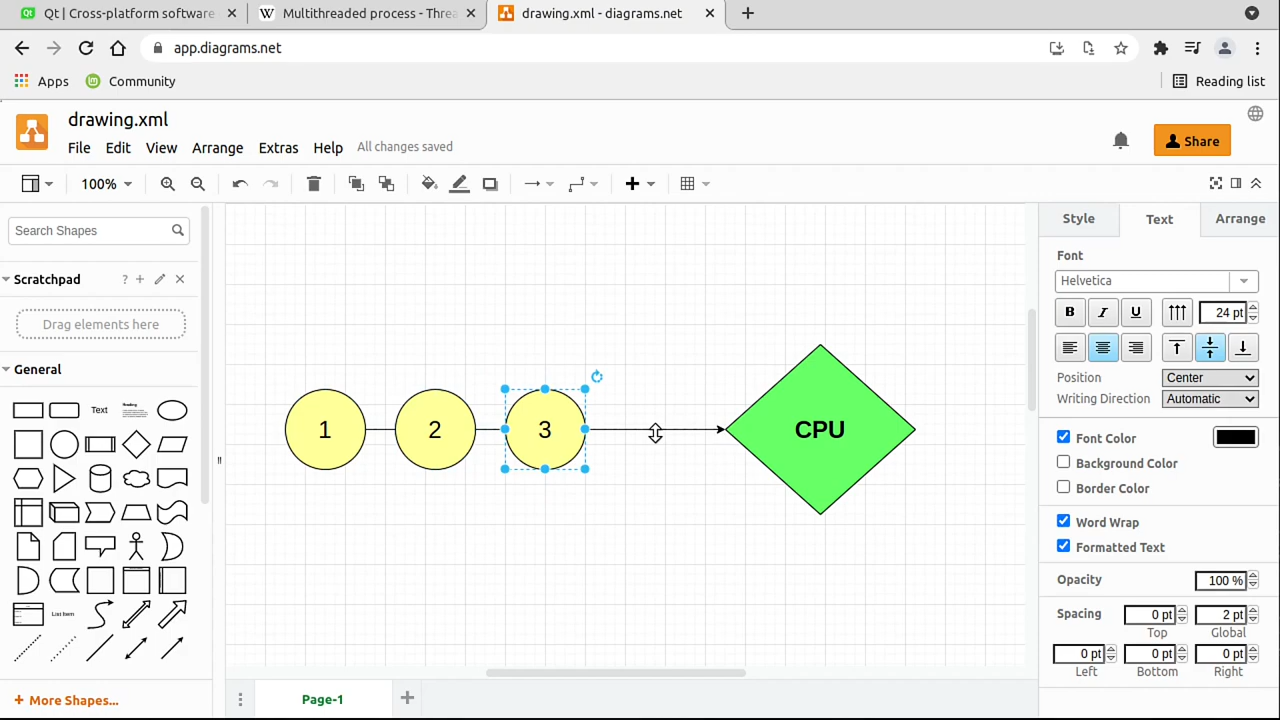 Qt | Cross-platform software
Multithreaded process - Threa
drawing.xml - diagrams.net
app.diagrams.net
Apps
Community
Reading list
drawing.xml
File Edit View Arrange Extras Help All changes saved
Share
100%
Search Shapes
Scratchpad
Drag elements here
General
Text
Heading
List Item
More Shapes...
1 2 3 CPU
Page-1
Style Text Arrange
Font
Helvetica
B I U 24 pt
Position Center
Writing Direction Automatic
Font Color
Background Color
Border Color
Word Wrap
Formatted Text
Opacity 100 %
Spacing 0 pt 2 pt
Top Global
0 pt 0 pt 0 pt
Left Bottom Right